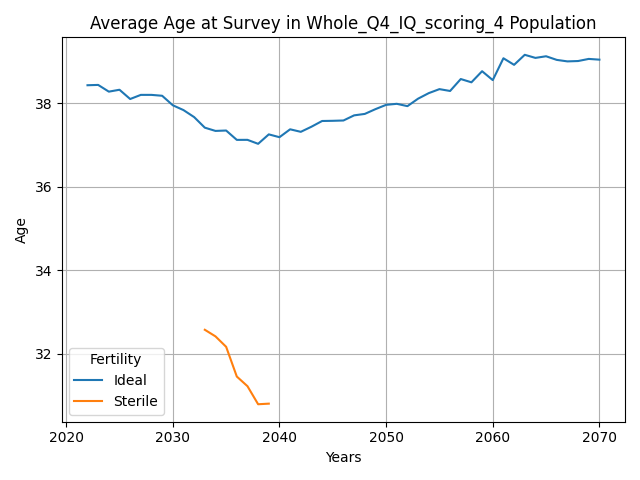 Average Age at Survey in Whole_Q4_IQ_scoring_4 Population
Age
38
36
34
32
Fertility
Ideal
Sterile
2020 2030 2040 2050 2060 2070
Years